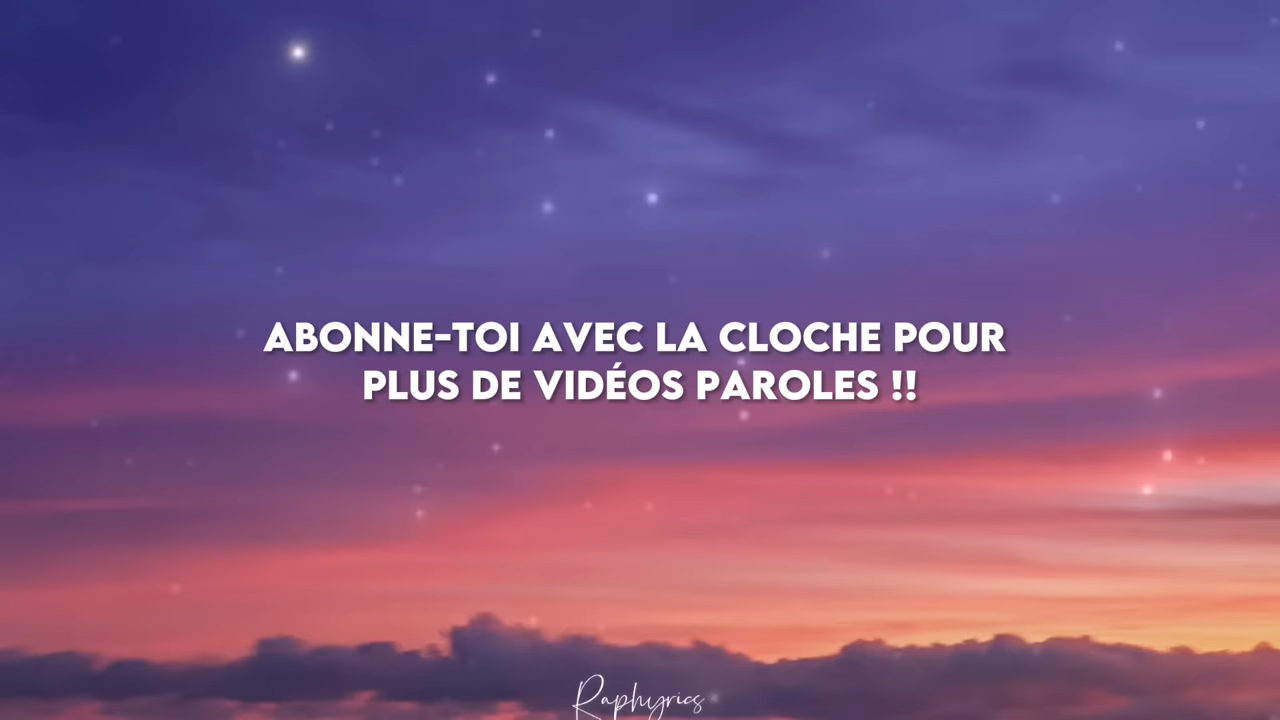 ABONNE-TOI AVEC LA CLOCHE POUR
PLUS DE VIDÉOS PAROLES !!
Raphyrics